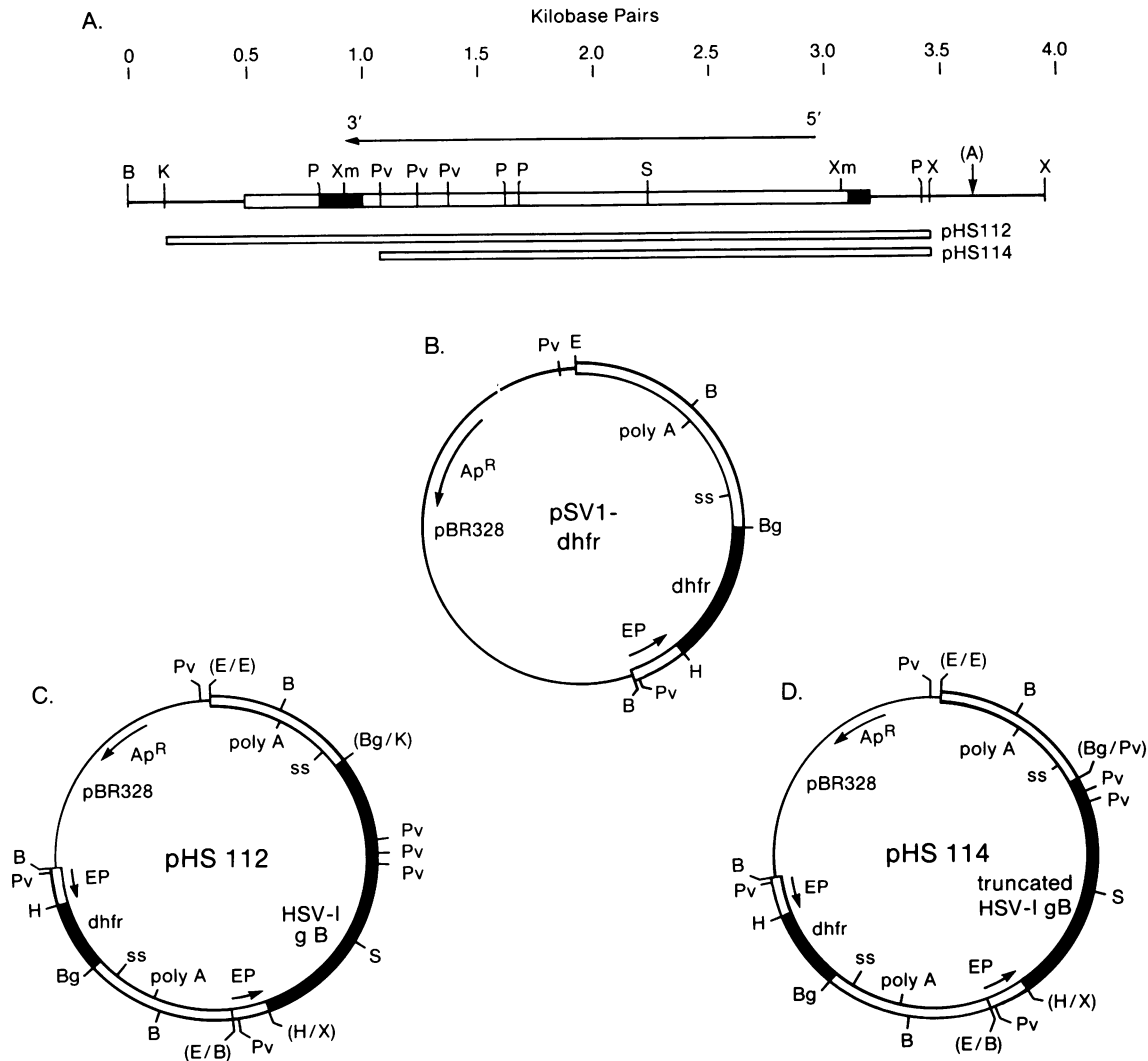 A.
Kilobase Pairs
0 0.5 1.0 1.5 2.0 2.5 3.0 3.5 4.0
3' 5'
B K P Xm Pv Pv Pv P P S Xm P X (A) X
pHS112
pHS114
B.
Pv E
B
poly A
ApR
ss
pSV1-
dhfr
pBR328
Bg
dhfr
EP
H
B Pv
C.
Pv (E/E)
B
poly A
ApR
ss
(Bg/K)
pBR328
Pv
Pv
Pv
pHS 112
B
Pv
EP
H
dhfr
HSV-I
g B
S
Bg
ss
poly A
EP
B
(E/B)
Pv
(H/X)
D.
Pv (E/E)
B
poly A
ApR
ss
(Bg/Pv)
Pv
Pv
pBR328
pHS 114
B
Pv
EP
H
dhfr
truncated
HSV-I gB
S
Bg
ss
poly A
EP
B
(E/B)
Pv
(H/X)